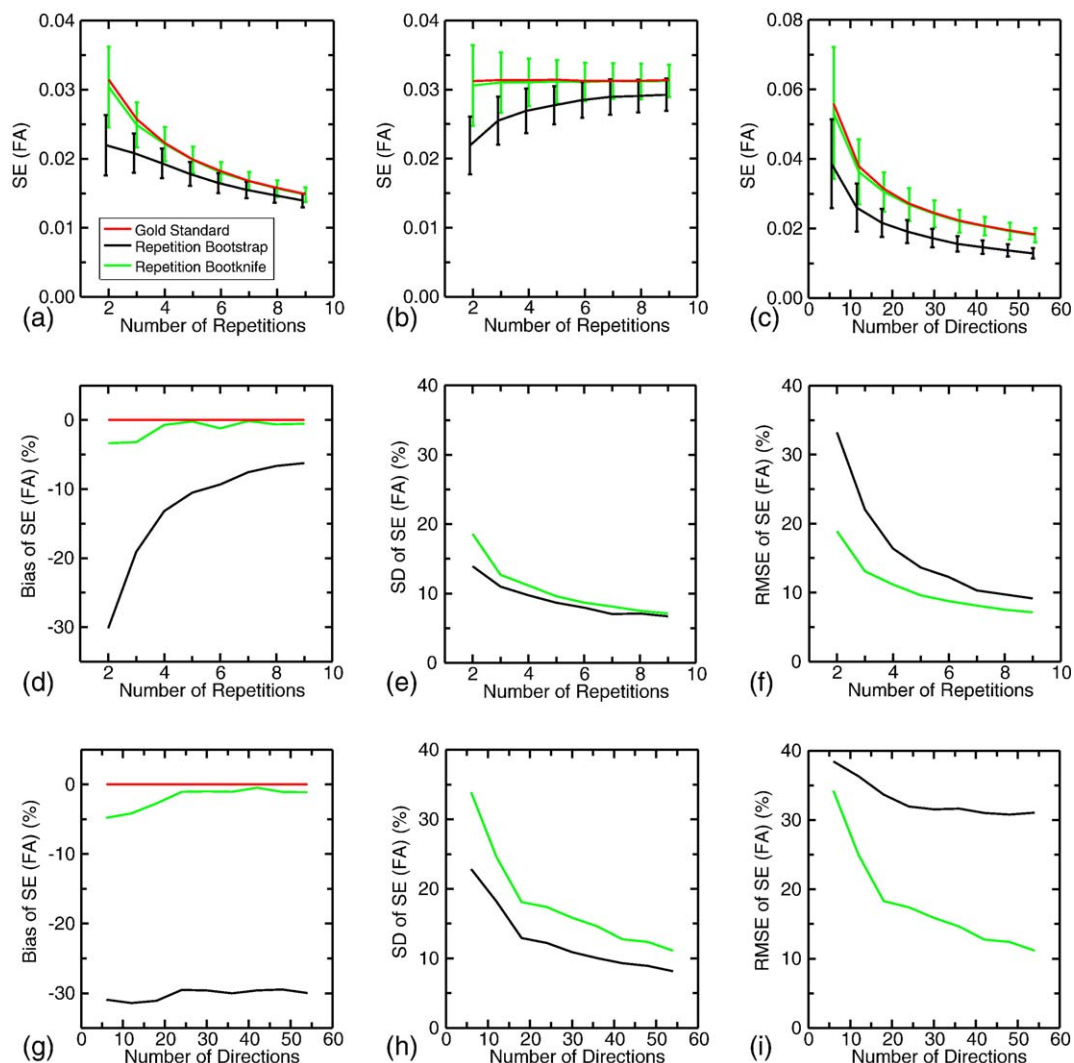 0.04
0.03
0.02
0.01
0.00
SE (FA)
Gold Standard
Repetition Bootstrap
Repetition Bootknife
2 4 6 8 10
(a) Number of Repetitions
0.04
0.03
0.02
0.01
0.00
SE (FA)
2 4 6 8 10
(b) Number of Repetitions
0.08
0.06
0.04
0.02
0.00
SE (FA)
0 10 20 30 40 50 60
(c) Number of Directions
0
-10
-20
-30
Bias of SE (FA) (%)
2 4 6 8 10
(d) Number of Repetitions
40
30
20
10
0
SD of SE (FA) (%)
2 4 6 8 10
(e) Number of Repetitions
40
30
20
10
0
RMSE of SE (FA) (%)
2 4 6 8 10
(f) Number of Repetitions
0
-10
-20
-30
Bias of SE (FA) (%)
0 10 20 30 40 50 60
(g) Number of Directions
40
30
20
10
0
SD of SE (FA) (%)
0 10 20 30 40 50 60
(h) Number of Directions
40
30
20
10
0
RMSE of SE (FA) (%)
0 10 20 30 40 50 60
(i) Number of Directions